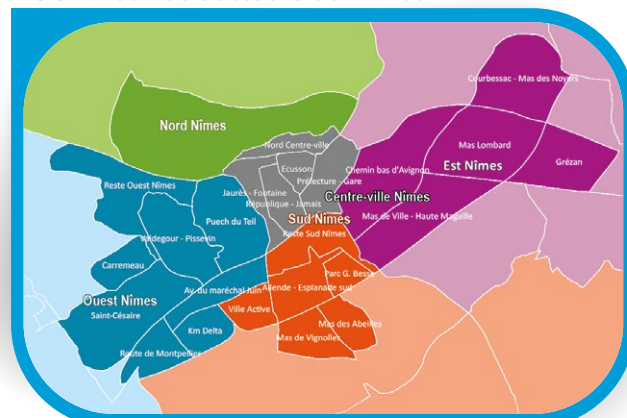 Courbessac - Mas des Noyers
Nord Nîmes
Nord Centre-ville
Mas Lombard
Ecusson
Grézan
Est Nîmes
Chemin bas d'Avignon
Préfecture - Gare
Reste Ouest Nîmes
Jaurès - Fontaine
Centre-ville Nîmes
République - Jamais
Mas de Ville - Haute Magaille
Puech du Teil
Sud Nîmes
Reste Sud Nîmes
Valdegour - Pissevin
Carremeau
Parc G. Besse
Av. du maréchal Juin
Allende - Esplanade sud
Ouest Nîmes
Ville Active
Saint-Césaire
Mas des Abeilles
Km Delta
Mas de Vignolles
Route de Montpellier